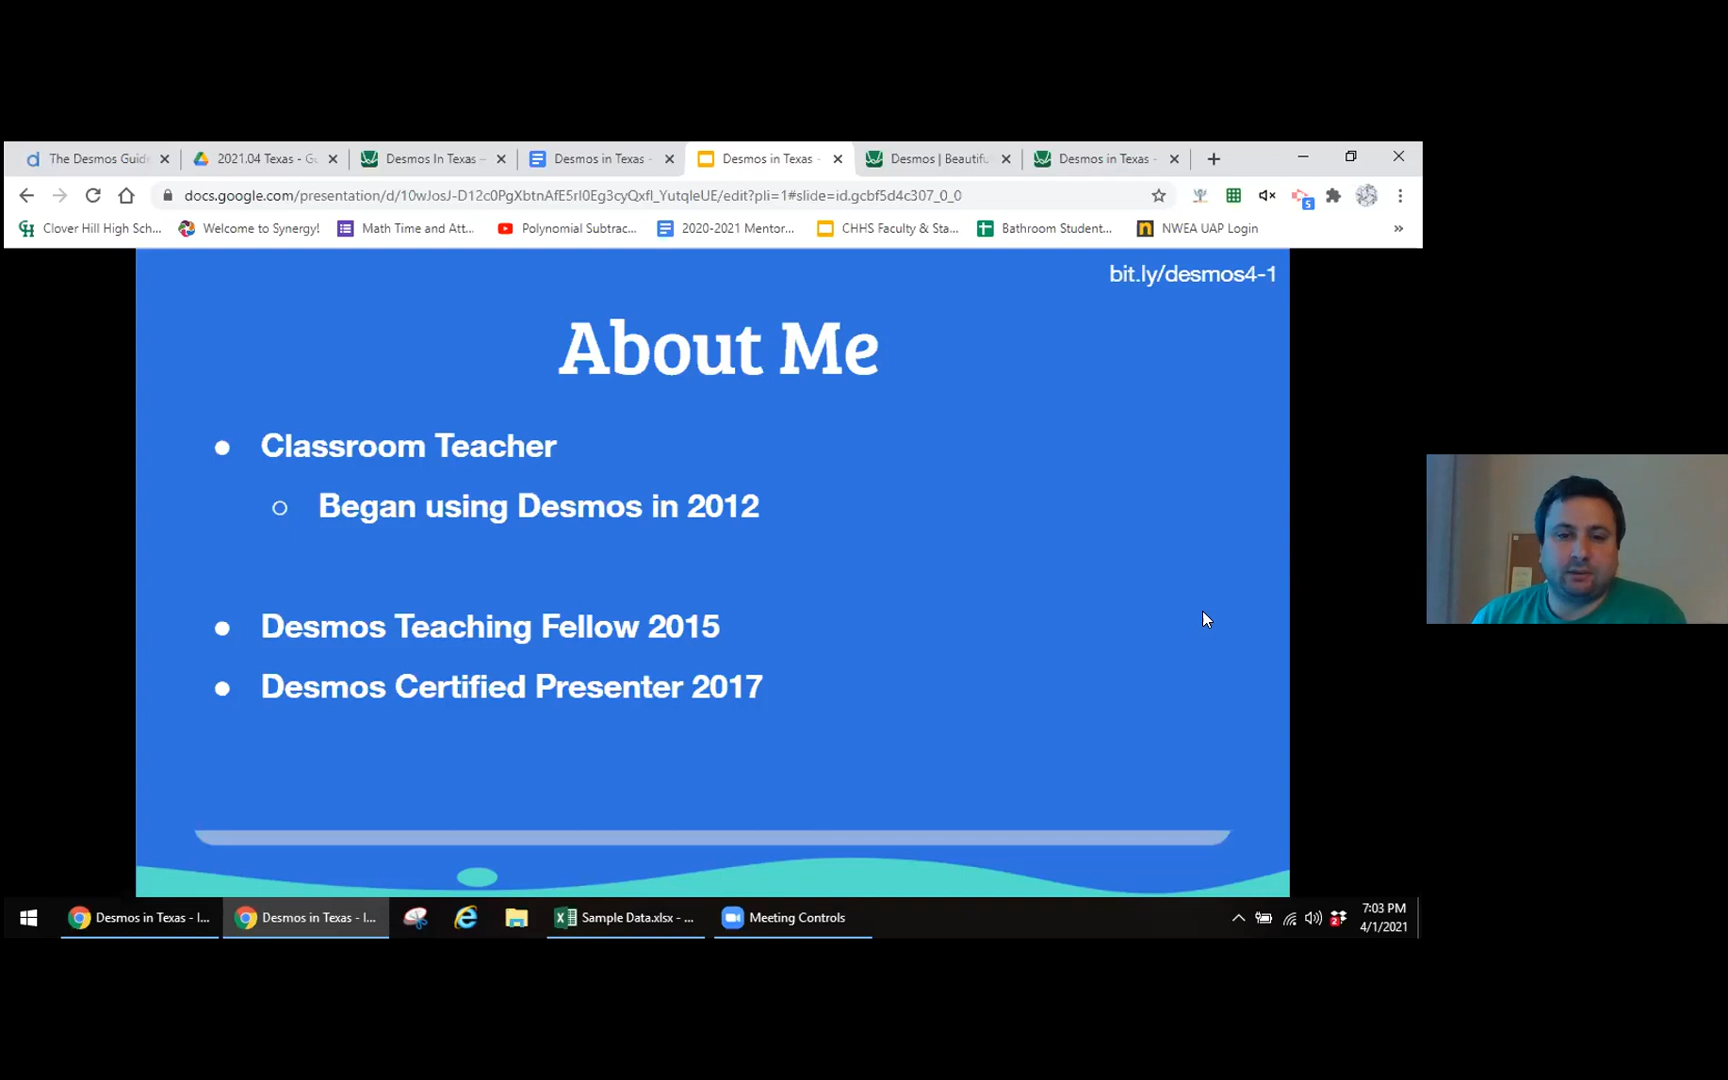 The Desmos Guid
2021.04 Texas - Gu
Desmos In Texas –
Desmos in Texas -
Desmos in Texas -
Desmos | Beautifu
Desmos in Texas -
docs.google.com/presentation/d/10wJosJ-D12c0PgXbtnAfE5rI0Eg3cyQxfl_YutqIeUE/edit?pli=1#slide=id.gcbf5d4c307_0_0
5
Clover Hill High Sch...
Welcome to Synergy!
Math Time and Att...
Polynomial Subtrac...
2020-2021 Mentor...
CHHS Faculty & Sta...
Bathroom Student...
NWEA UAP Login
»
bit.ly/desmos4-1
About Me
Classroom Teacher
Began using Desmos in 2012
Desmos Teaching Fellow 2015
Desmos Certified Presenter 2017
Desmos in Texas - I...
Desmos in Texas - I...
Sample Data.xlsx - ...
Meeting Controls
2
7:03 PM
4/1/2021